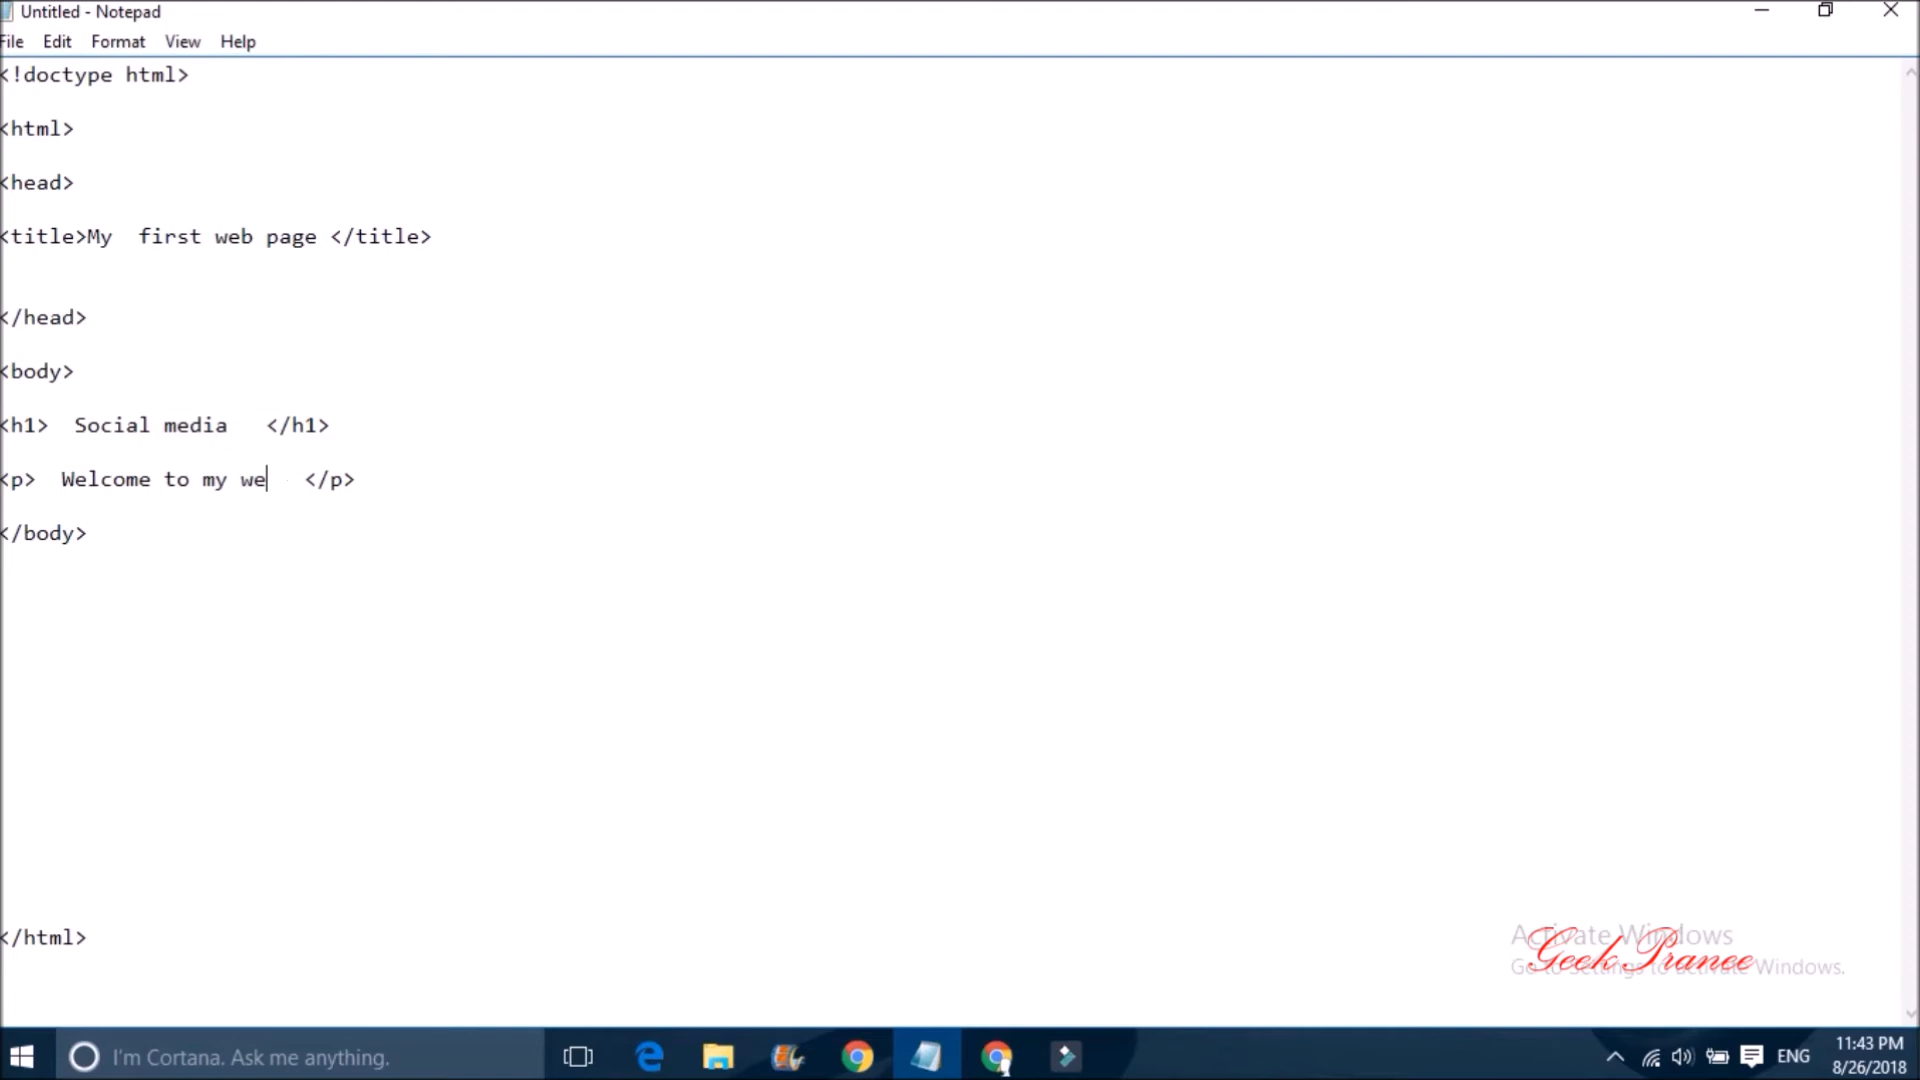 Untitled - Notepad
File Edit Format View Help
<!doctype html>
<html>
<head>
<title>My  first web page </title>
</head>
<body>
<h1>  Social media   </h1>
<p>  Welcome to my we   </p>
</body>
</html>
Activate Windows
Go to Settings to activate Windows.
Geek Pranee
I'm Cortana. Ask me anything.
ENG
11:43 PM
8/26/2018